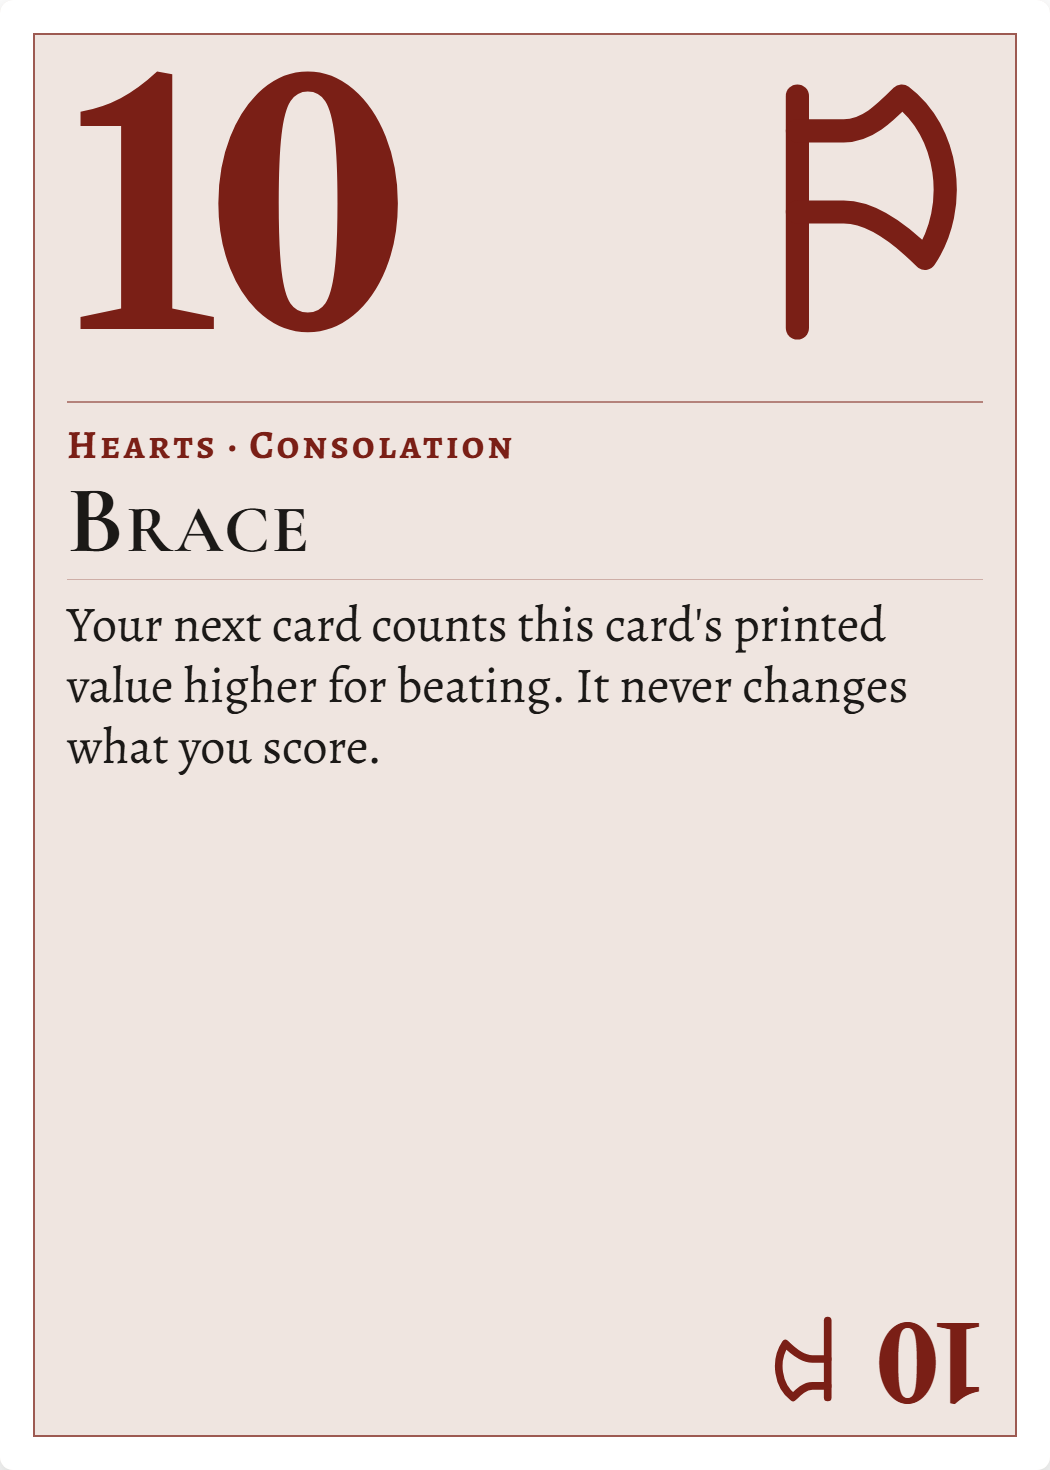 10
Hearts · Consolation
Brace
Your next card counts this card's printed
value higher for beating. It never changes
what you score.
10